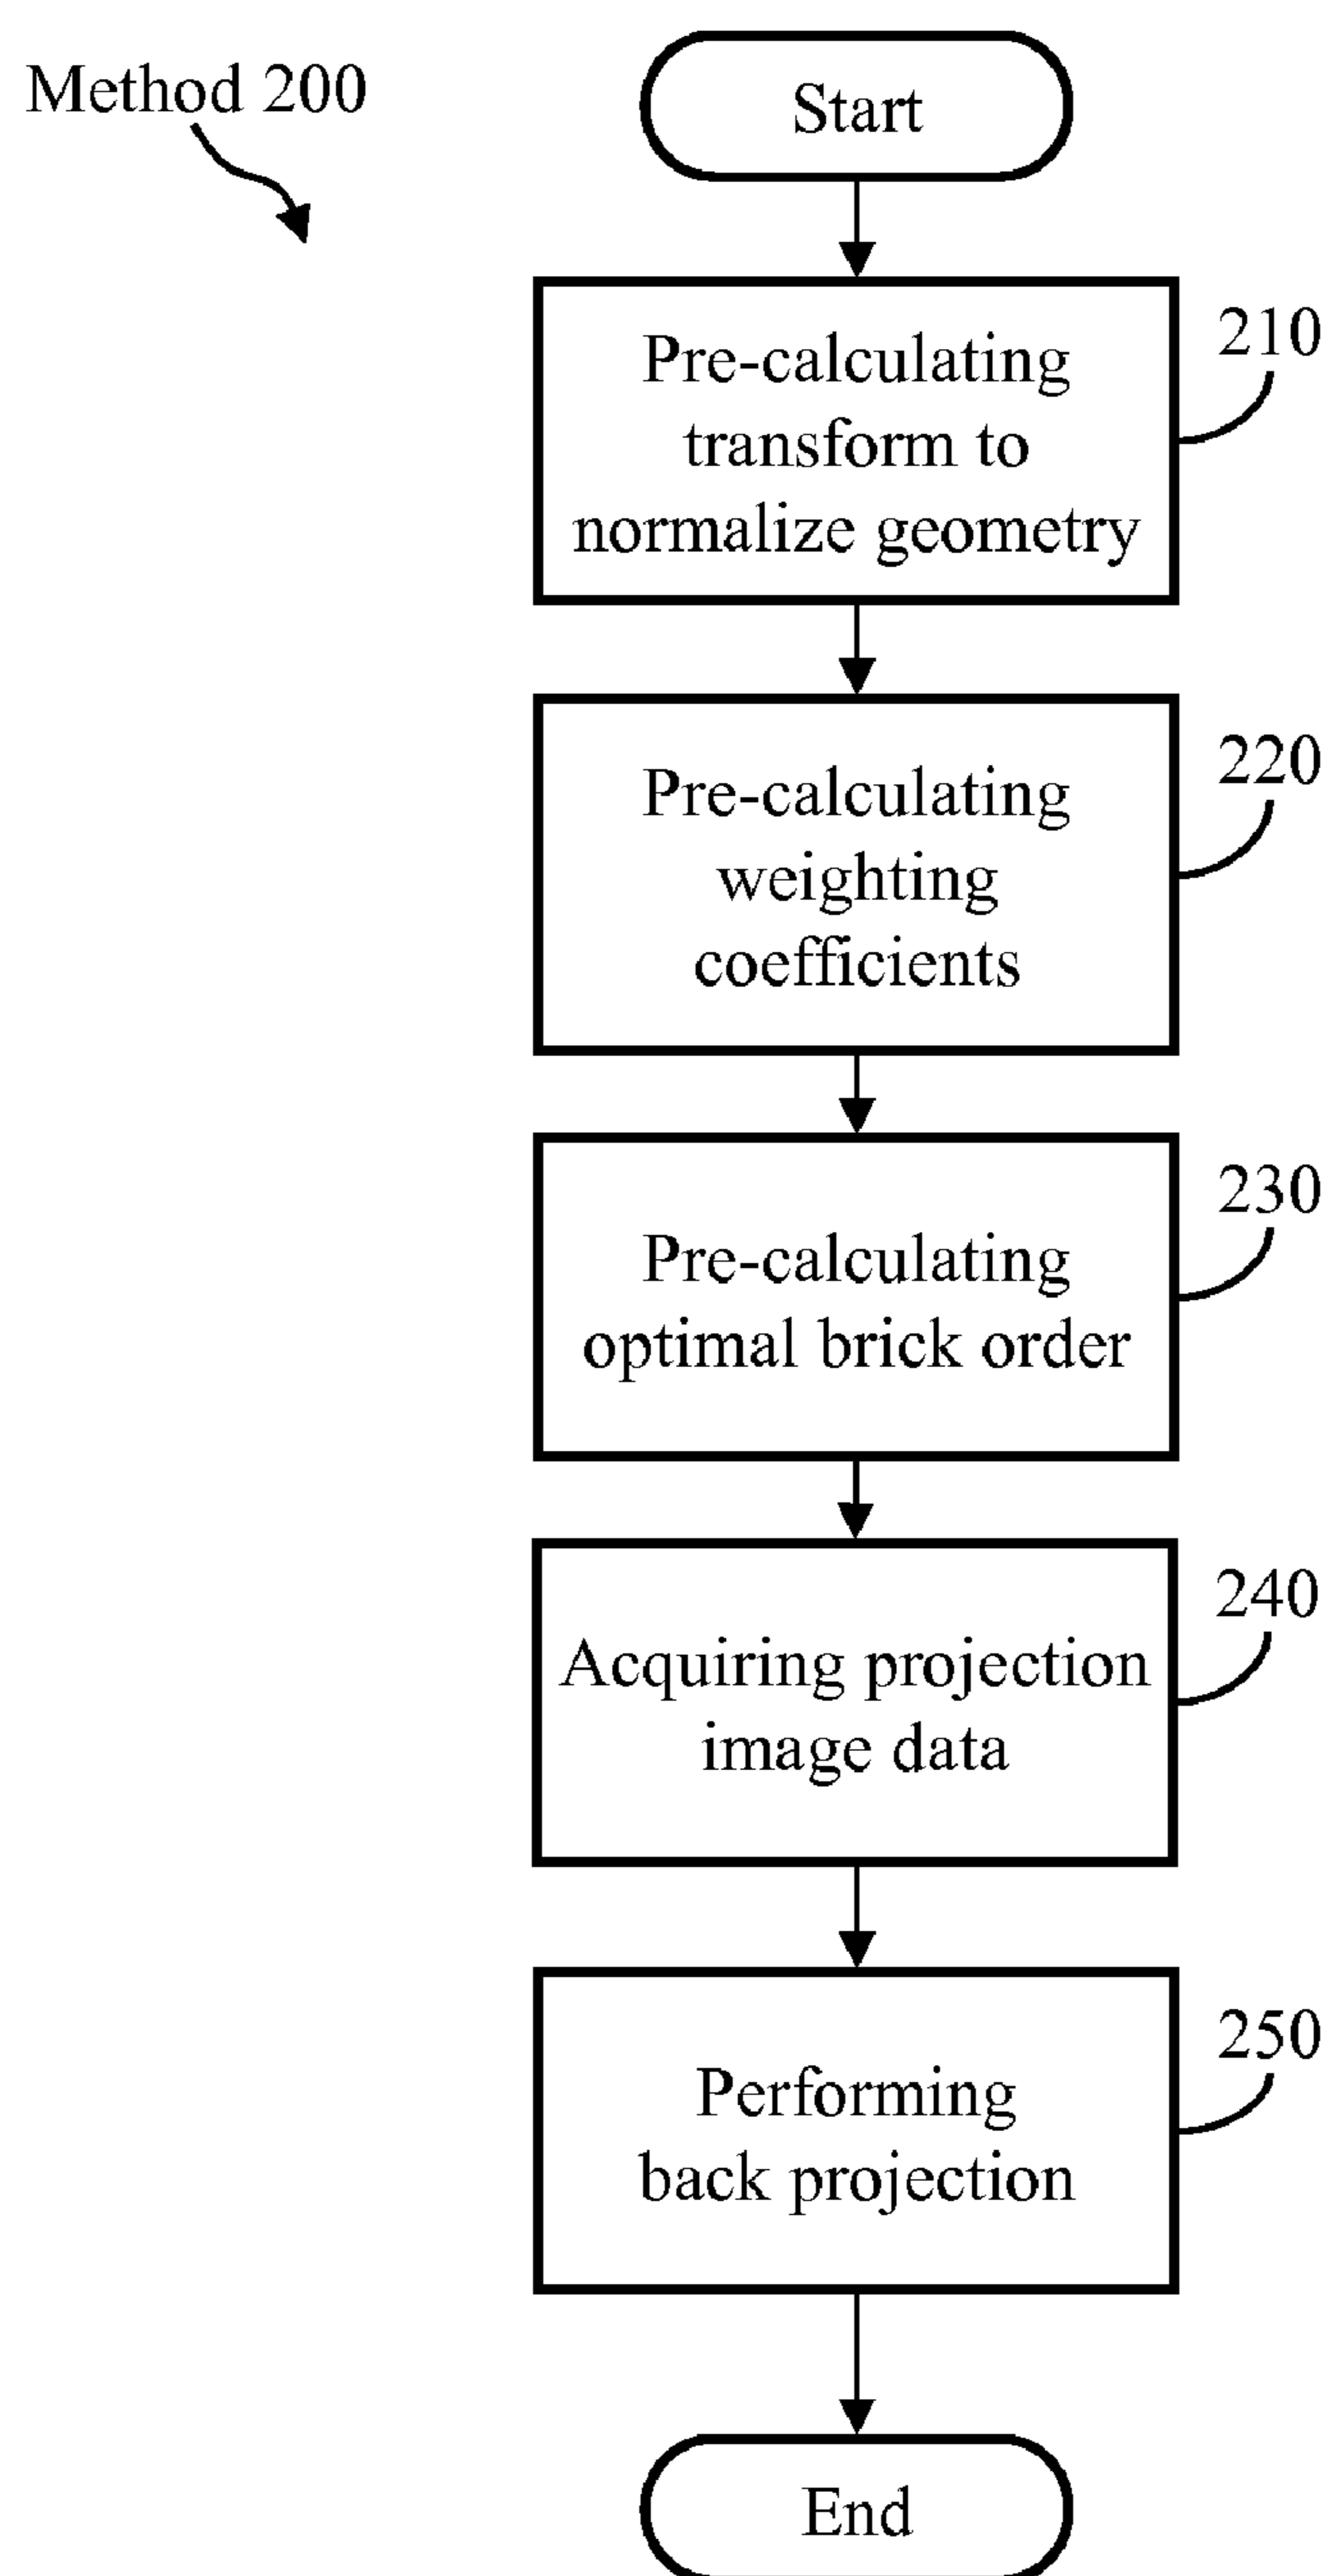 Method 200
Start
Pre-calculating
transform to
normalize geometry
210
Pre-calculating
weighting
coefficients
220
Pre-calculating
optimal brick order
230
Acquiring projection
image data
240
Performing
back projection
250
End